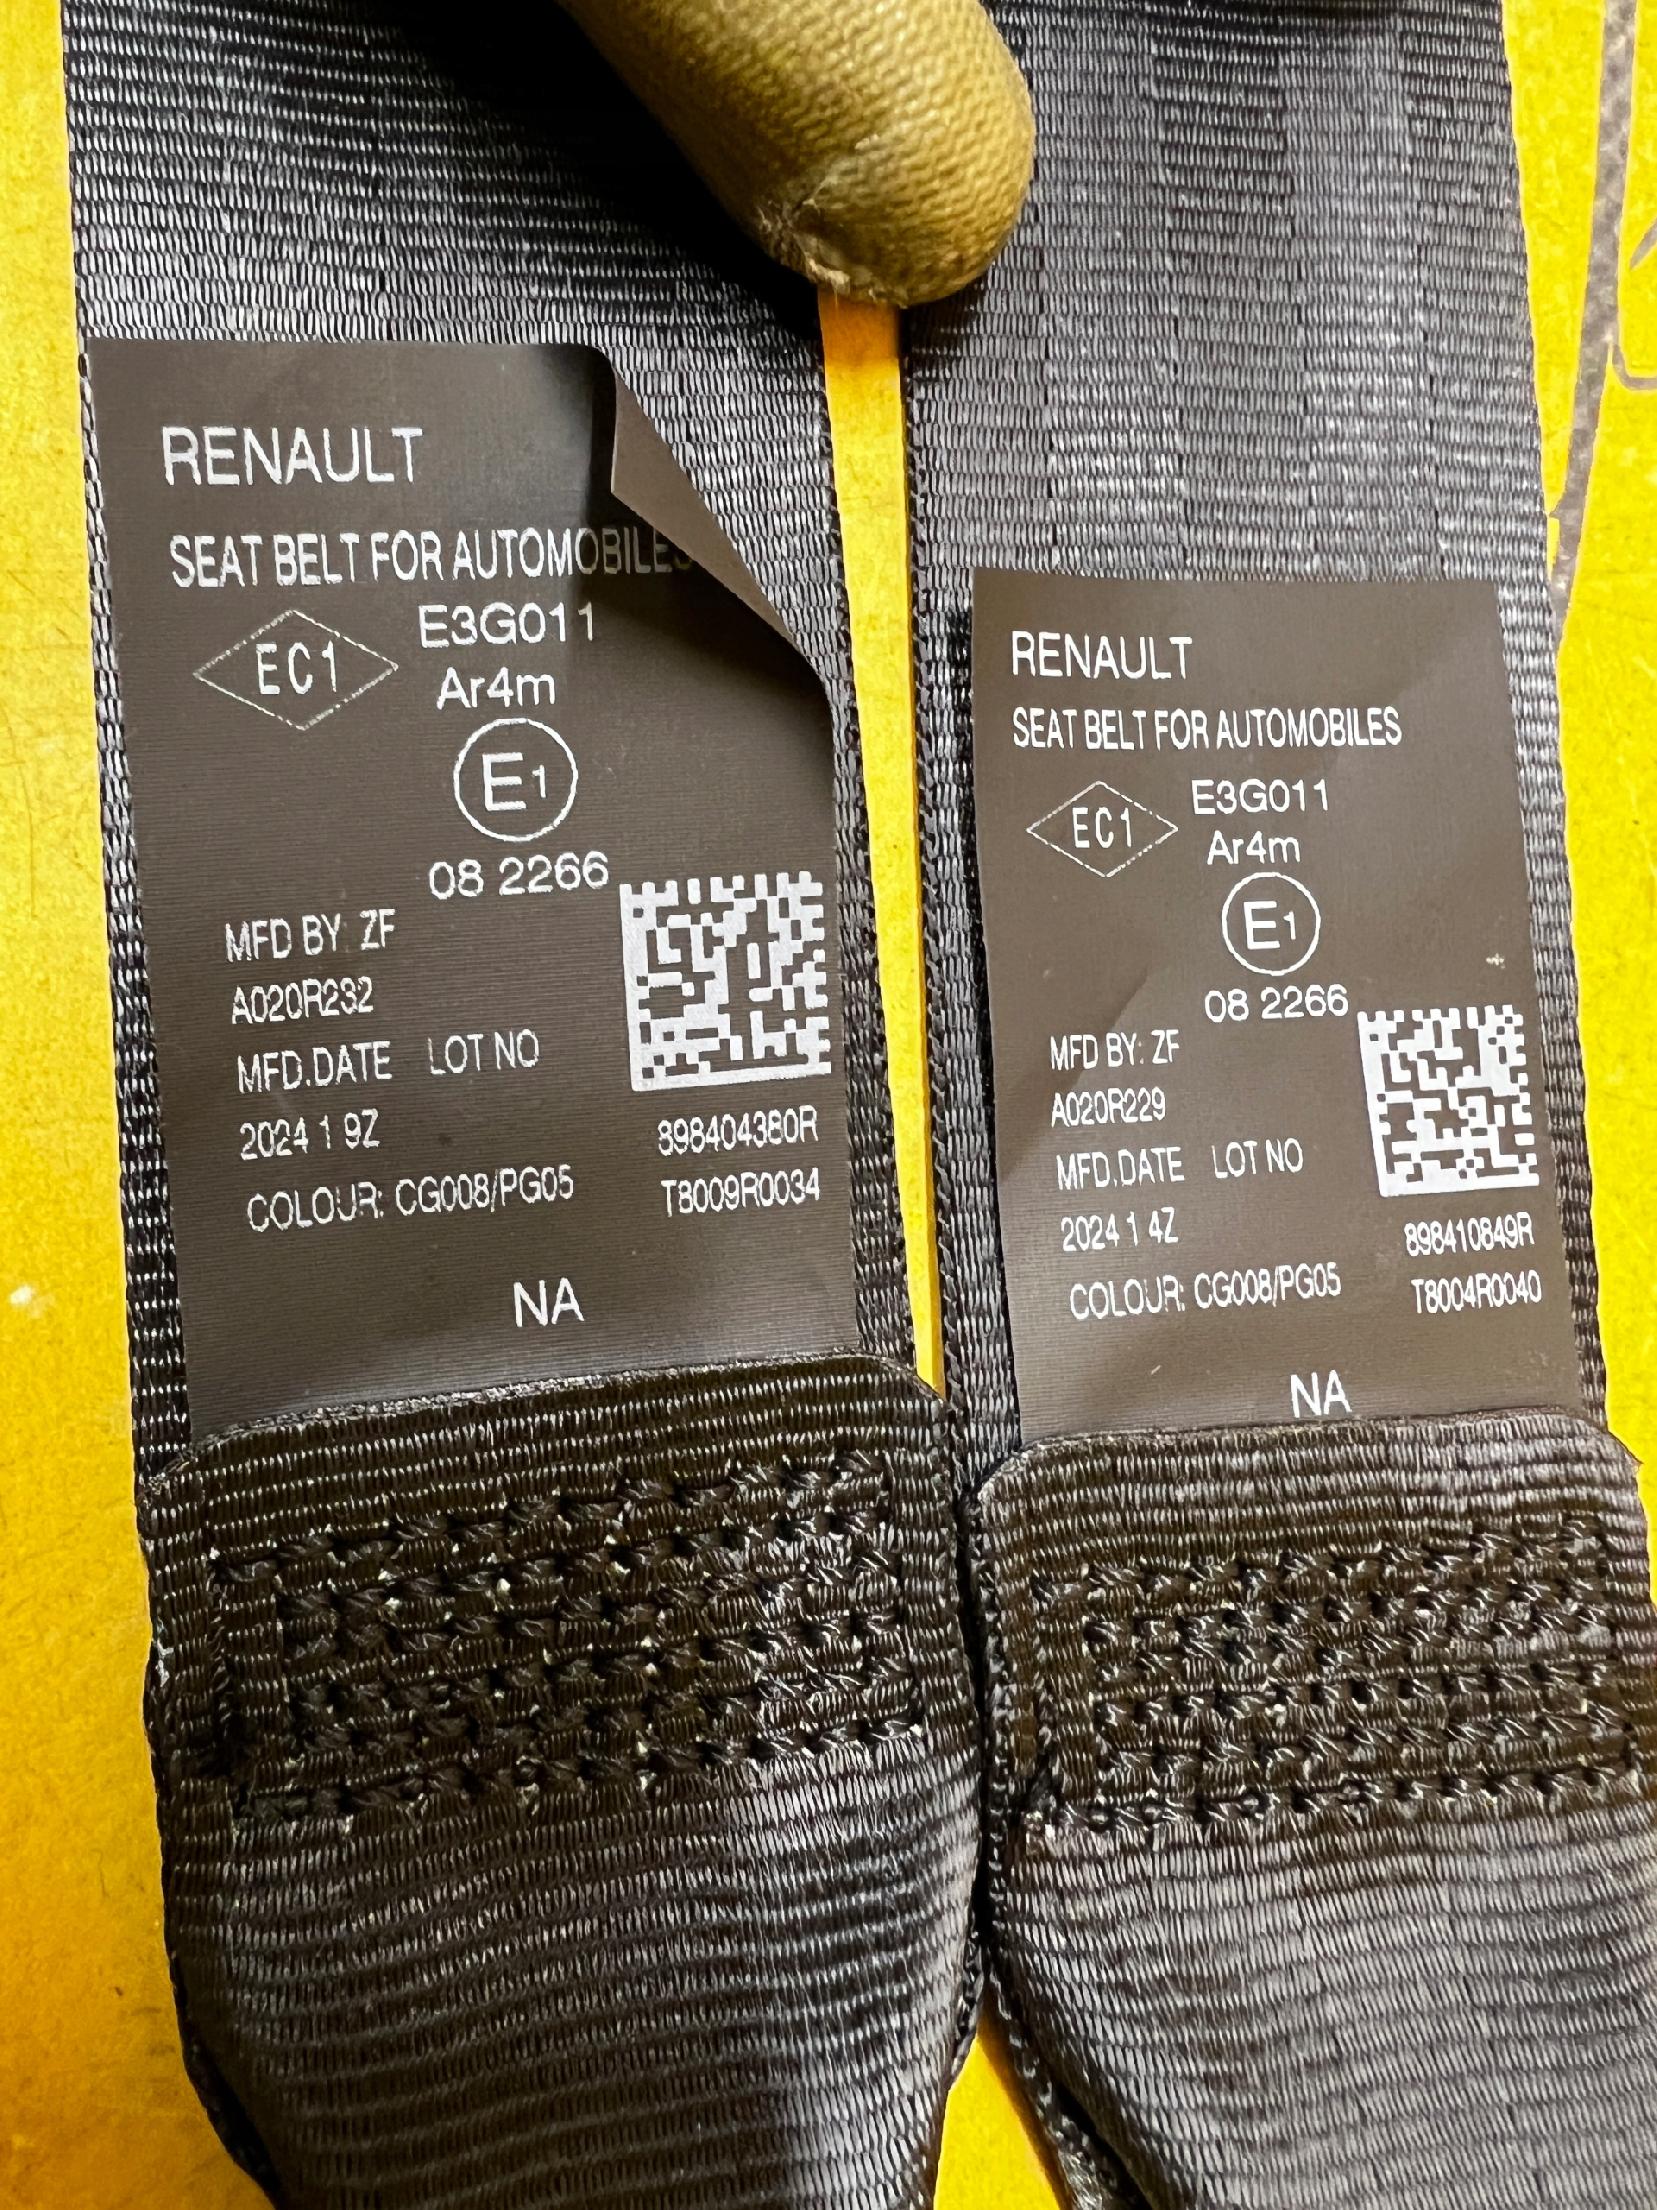 RENAULT
SEAT BELT FOR AUTOMOBILES
EC1
E3G011
Ar4m
E1
08 2266
MFD BY: ZF
A020R232
MFD.DATE LOT NO
2024 1 9Z
898404380R
COLOUR: CG008/PG05
T8009R0034
NA
RENAULT
SEAT BELT FOR AUTOMOBILES
EC1
E3G011
Ar4m
E1
08 2266
MFD BY: ZF
A020R229
MFD.DATE LOT NO
2024 1 4Z
898410849R
COLOUR: CG008/PG05
T8004R0040
NA